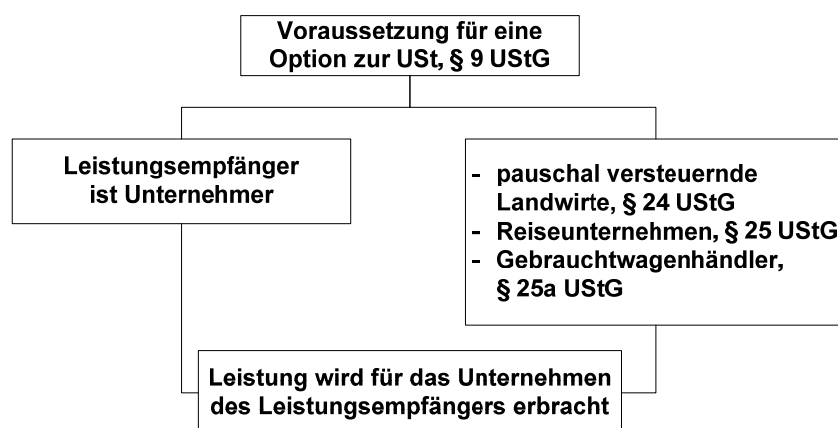 Voraussetzung für eine
Option zur USt, § 9 UStG
Leistungsempfänger
ist Unternehmer
- pauschal versteuernde
Landwirte, § 24 UStG
- Reiseunternehmen, § 25 UStG
- Gebrauchtwagenhändler,
§ 25a UStG
Leistung wird für das Unternehmen
des Leistungsempfängers erbracht